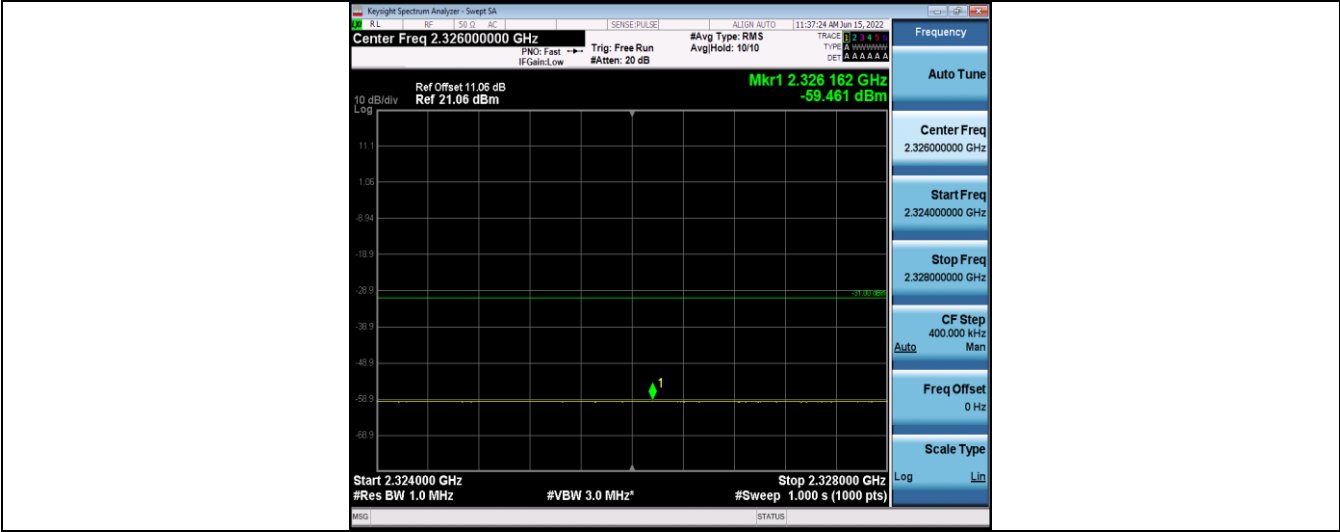 Keysight Spectrum Analyzer - Swept SA
RL RF 50 Ω AC SENSE:PULSE ALIGN AUTO 11:37:24 AM Jun 15, 2022
Center Freq 2.326000000 GHz
PNO: Fast
IFGain:Low
Trig: Free Run
#Atten: 20 dB
#Avg Type: RMS
Avg|Hold: 10/10
TRACE 1 2 3 4 5 6
TYPE A WWWWW
DET A A A A A A
Mkr1 2.326 162 GHz
-59.461 dBm
Ref Offset 11.06 dB
10 dB/div Ref 21.06 dBm
Log
11.1
1.06
-8.94
-18.9
-28.9
-31.00 dBm
-38.9
-48.9
1
-58.9
-68.9
Start 2.324000 GHz
Stop 2.328000 GHz
#Res BW 1.0 MHz
#VBW 3.0 MHz*
#Sweep 1.000 s (1000 pts)
MSG
STATUS
Frequency
Auto Tune
Center Freq
2.326000000 GHz
Start Freq
2.324000000 GHz
Stop Freq
2.328000000 GHz
CF Step
400.000 kHz
Auto Man
Freq Offset
0 Hz
Scale Type
Log Lin